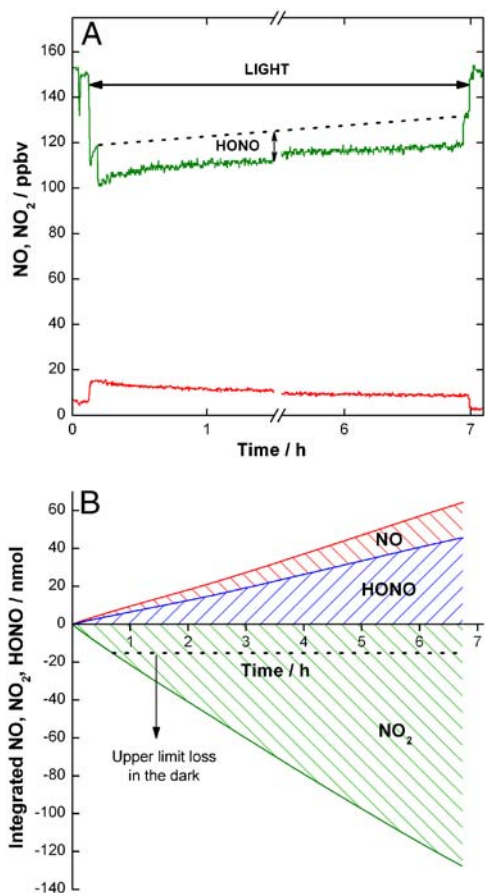 A
160
140
120
100
80
60
40
20
0
NO, NO₂ / ppbv
LIGHT
HONO
0 1 6 7
Time / h
B
60
40
20
0
-20
-40
-60
-80
-100
-120
-140
Integrated NO, NO₂, HONO / nmol
NO
HONO
1 2 3 4 5 6 7
Time / h
NO₂
Upper limit loss
in the dark